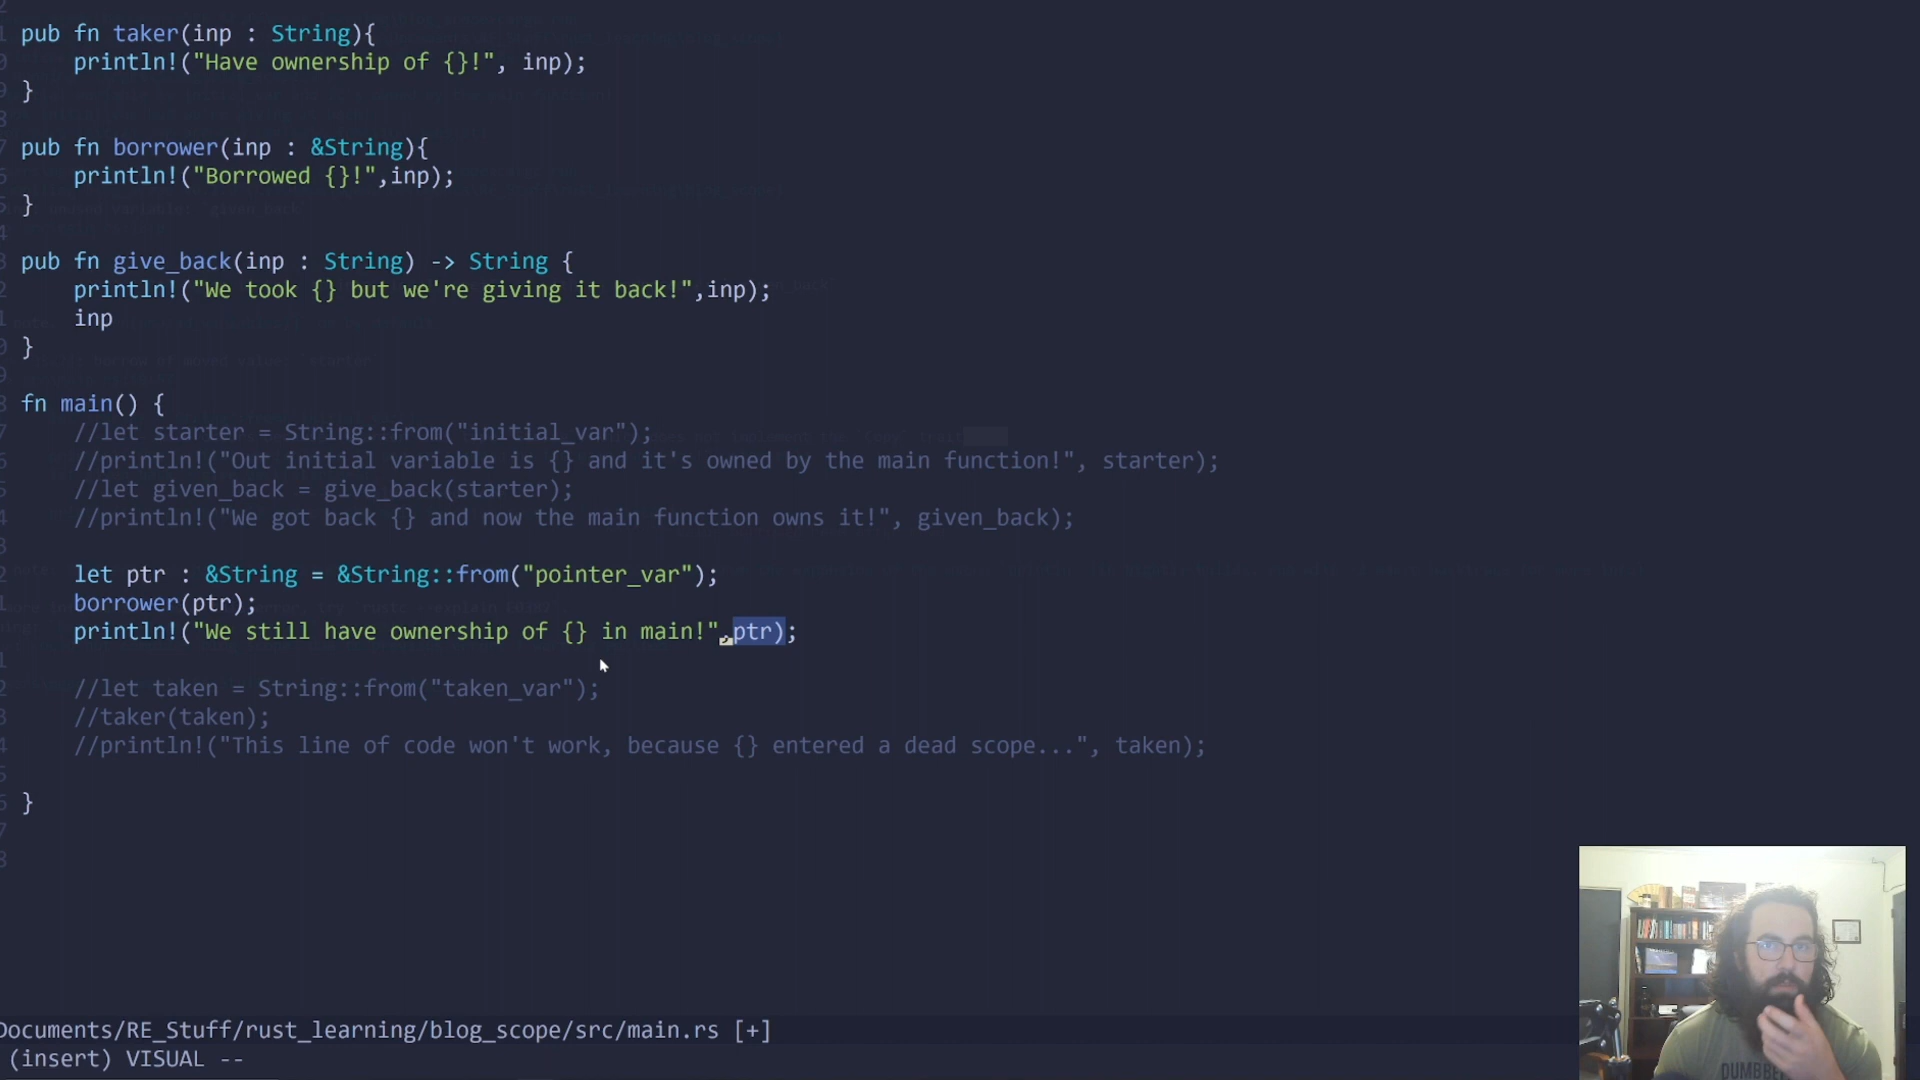 pub fn taker(inp : String){
println!("Have ownership of {}!", inp);
}
pub fn borrower(inp : &String){
println!("Borrowed {}!",inp);
}
pub fn give_back(inp : String) -> String {
println!("We took {} but we're giving it back!",inp);
inp
}
fn main() {
//let starter = String::from("initial_var");
//println!("Out initial variable is {} and it's owned by the main function!", starter);
//let given_back = give_back(starter);
//println!("We got back {} and now the main function owns it!", given_back);
let ptr : &String = &String::from("pointer_var");
borrower(ptr);
println!("We still have ownership of {} in main!",ptr);
//let taken = String::from("taken_var");
//taker(taken);
//println!("This line of code won't work, because {} entered a dead scope...", taken);
}
Documents/RE_Stuff/rust_learning/blog_scope/src/main.rs [+]
(insert) VISUAL --